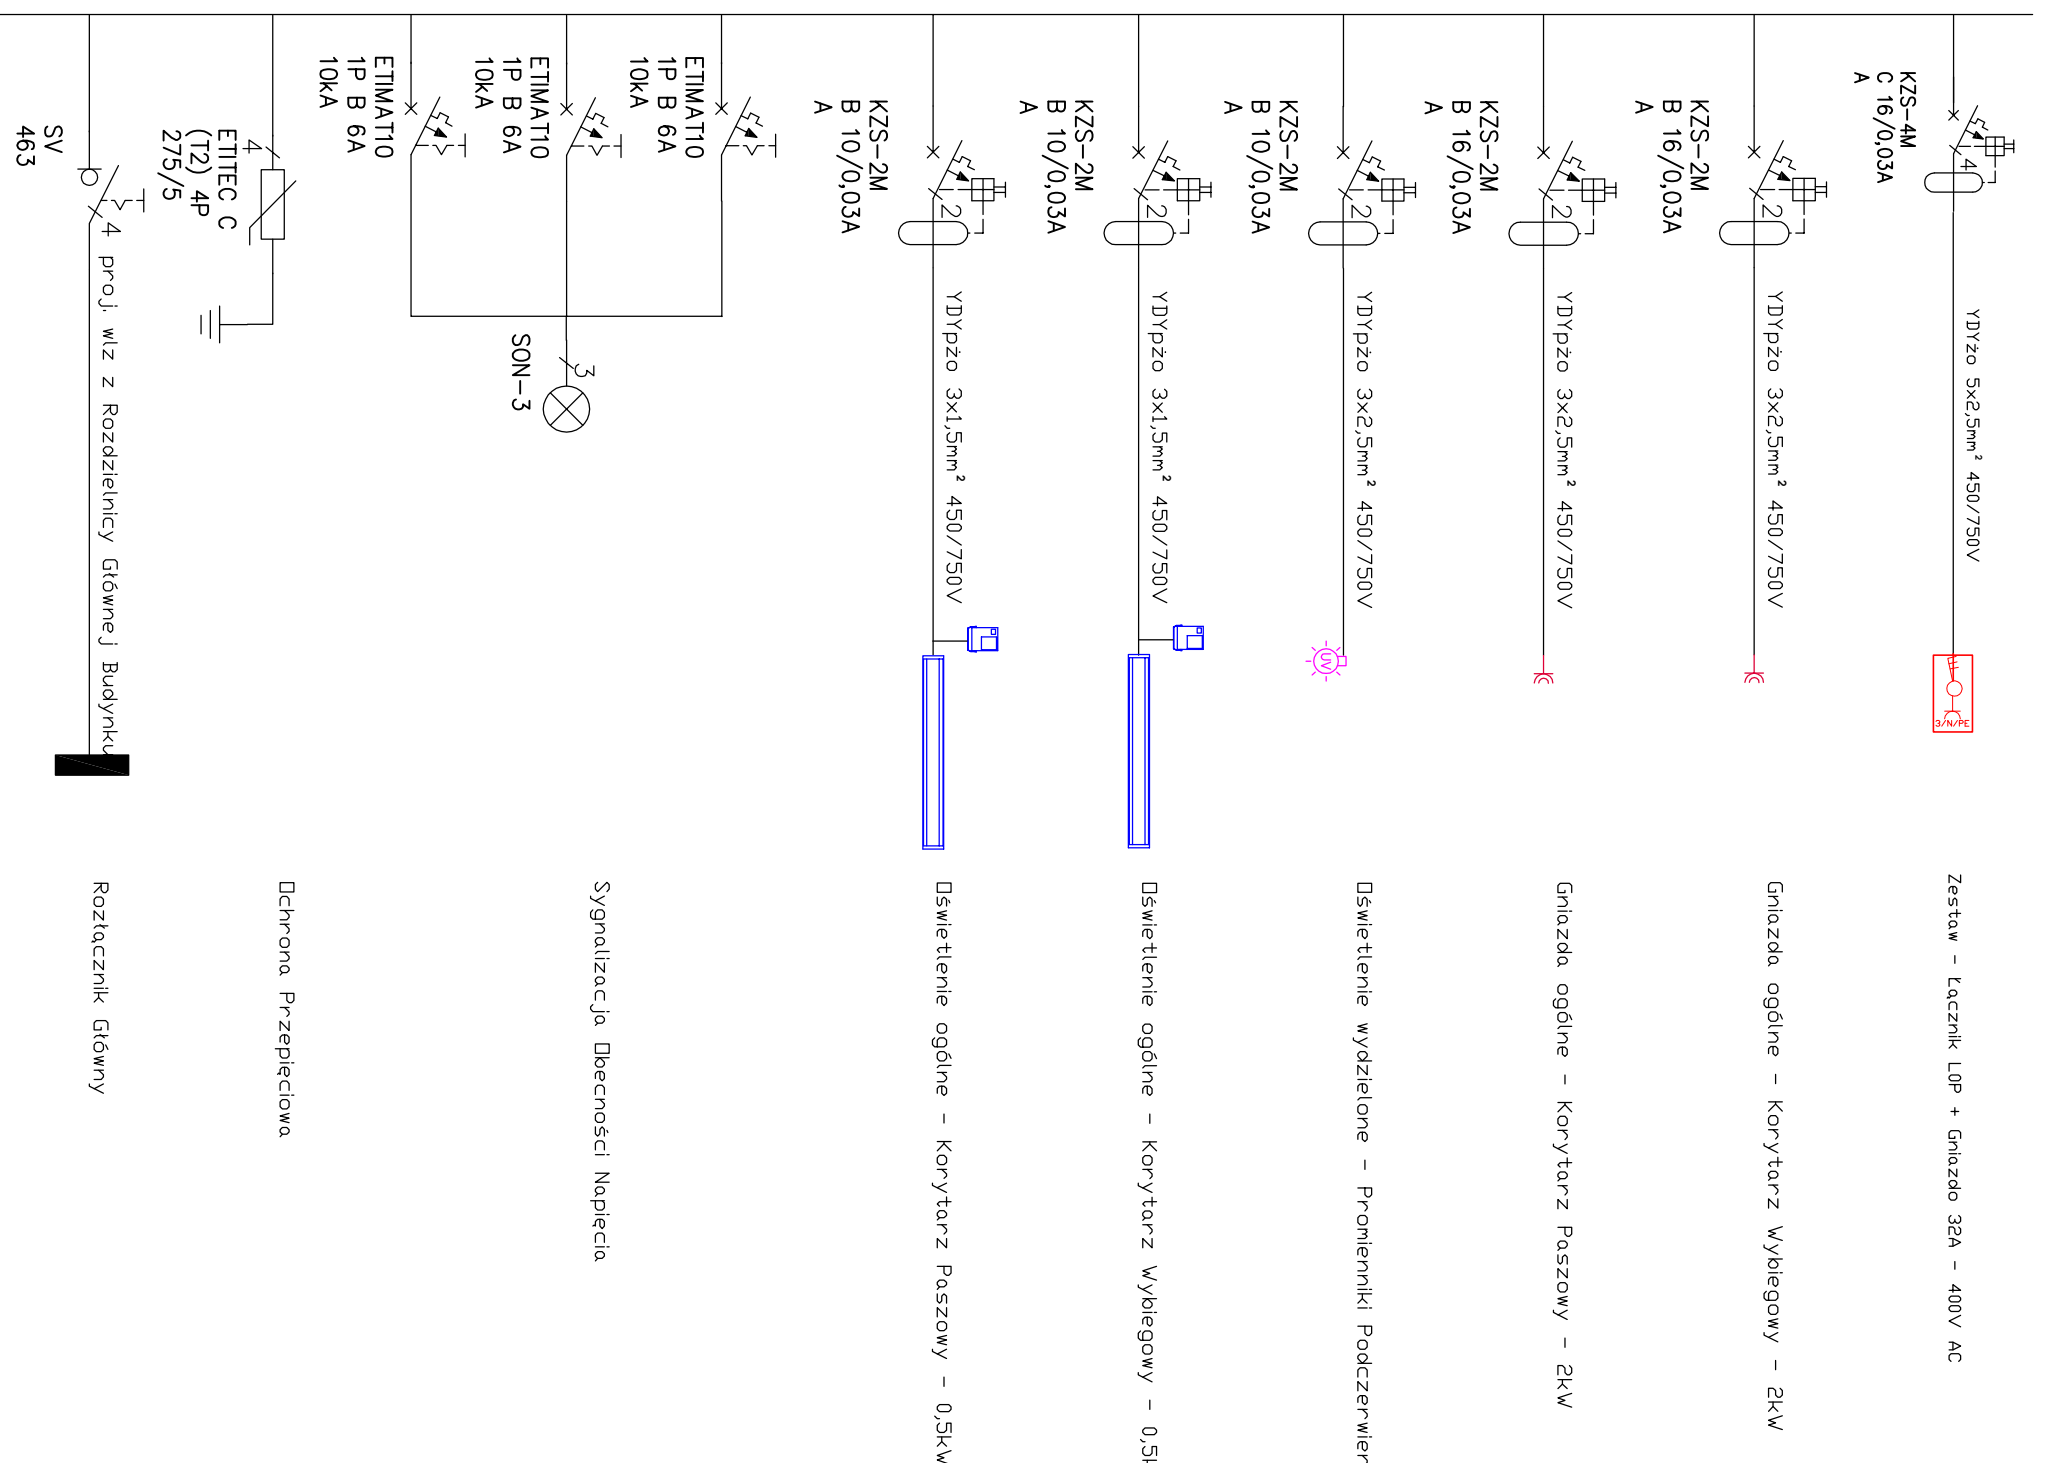 SV
463
4
proj. wlz z Rozdzielnicy Głównej Budynku
Rozłącznik Główny
ETITEC C
(T2) 4P
275/5
4
Ochrona Przepięciowa
ETIMAT10
1P B 6A
10kA
ETIMAT10
1P B 6A
10kA
ETIMAT10
1P B 6A
10kA
3
SON-3
Sygnalizacja Obecności Napięcia
KZS-2M
B 10/0,03A
A
2
YDYpżo 3x1,5mm² 450/750V
Oświetlenie ogólne - Korytarz Paszowy - 0,5kW
KZS-2M
B 10/0,03A
A
2
YDYpżo 3x1,5mm² 450/750V
Oświetlenie ogólne - Korytarz Wybiegowy - 0,5
KZS-2M
B 10/0,03A
A
2
YDYpżo 3x2,5mm² 450/750V
UV
Oświetlenie wydzielone - Promienniki Podczerwier
KZS-2M
B 16/0,03A
A
2
YDYpżo 3x2,5mm² 450/750V
Gniazda ogólne - Korytarz Paszowy - 2kW
KZS-2M
B 16/0,03A
A
2
YDYpżo 3x2,5mm² 450/750V
Gniazda ogólne - Korytarz Wybiegowy - 2kW
KZS-4M
C 16/0,03A
A
4
YDYżo 5x2,5mm² 450/750V
3/N/PE
Zestaw - Łącznik L0P + Gniazdo 32A - 400V AC